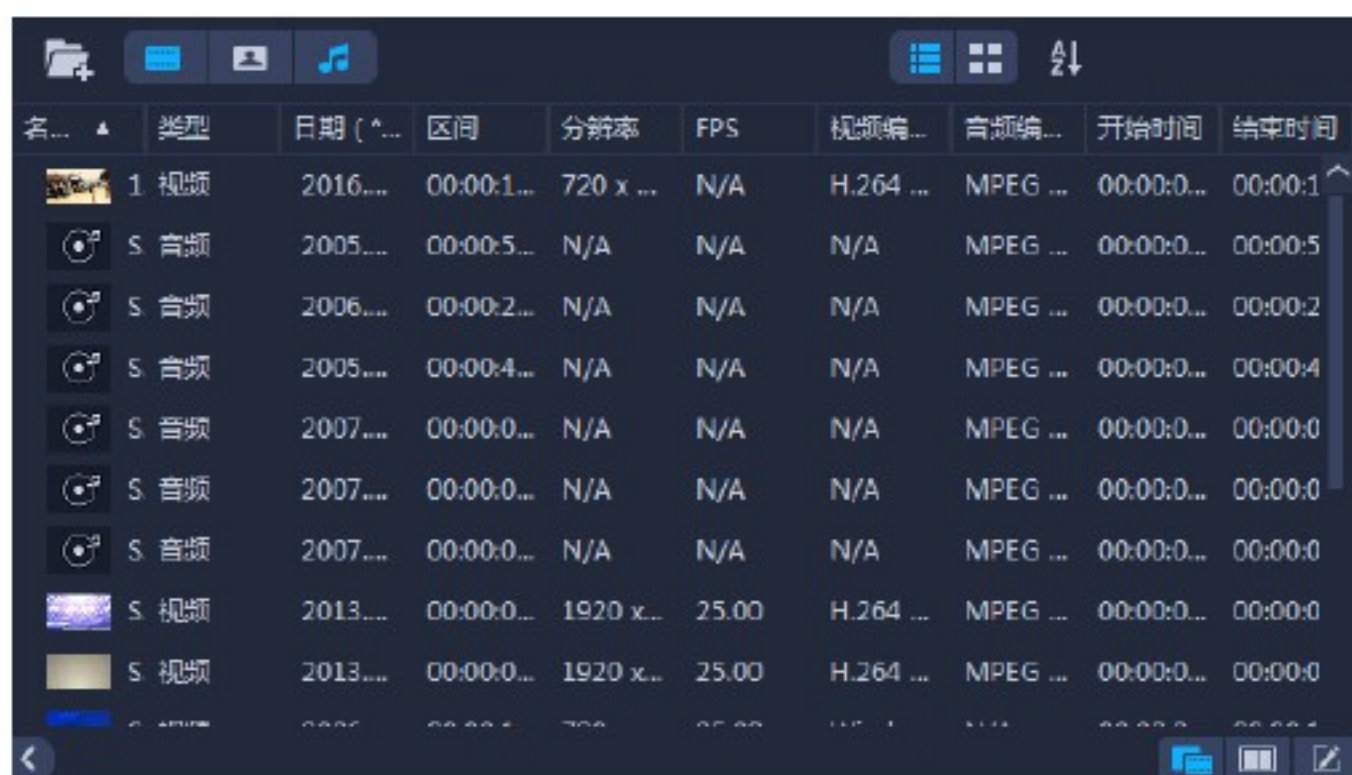 名... 类型 日期 ( ^... 区间 分辨率 FPS 视频编... 音频编... 开始时间 结束时间
1 视频 2016.... 00:00:1... 720 x ... N/A H.264 ... MPEG ... 00:00:0... 00:00:1
S 音频 2005.... 00:00:5... N/A N/A N/A MPEG ... 00:00:0... 00:00:5
S 音频 2006.... 00:00:2... N/A N/A N/A MPEG ... 00:00:0... 00:00:2
S 音频 2005.... 00:00:4... N/A N/A N/A MPEG ... 00:00:0... 00:00:4
S 音频 2007.... 00:00:0... N/A N/A N/A MPEG ... 00:00:0... 00:00:0
S 音频 2007.... 00:00:0... N/A N/A N/A MPEG ... 00:00:0... 00:00:0
S 音频 2007.... 00:00:0... N/A N/A N/A MPEG ... 00:00:0... 00:00:0
S 视频 2013.... 00:00:0... 1920 x... 25.00 H.264 ... MPEG ... 00:00:0... 00:00:0
S 视频 2013.... 00:00:0... 1920 x... 25.00 H.264 ... MPEG ... 00:00:0... 00:00:0